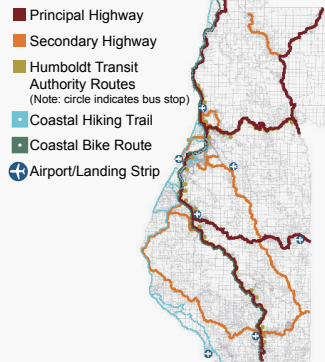 Principal Highway
Secondary Highway
Humboldt Transit
Authority Routes
(Note: circle indicates bus stop)
Coastal Hiking Trail
Coastal Bike Route
Airport/Landing Strip